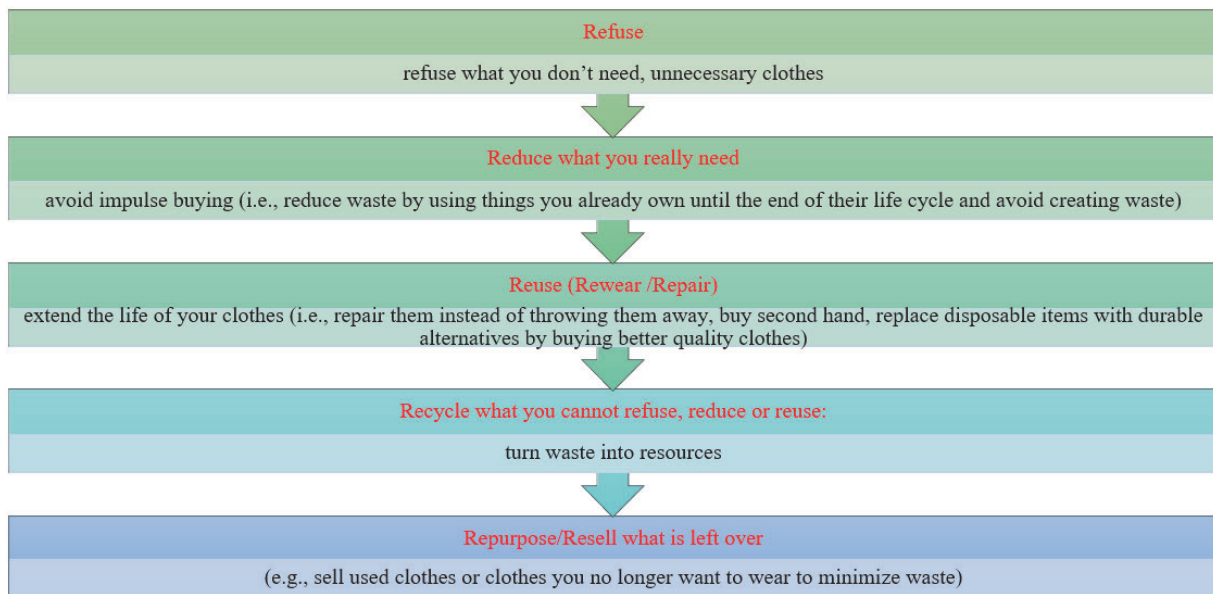 Refuse
refuse what you don’t need, unnecessary clothes
Reduce what you really need
avoid impulse buying (i.e., reduce waste by using things you already own until the end of their life cycle and avoid creating waste)
Reuse (Rewear /Repair)
extend the life of your clothes (i.e., repair them instead of throwing them away, buy second hand, replace disposable items with durable
alternatives by buying better quality clothes)
Recycle what you cannot refuse, reduce or reuse:
turn waste into resources
Repurpose/Resell what is left over
(e.g., sell used clothes or clothes you no longer want to wear to minimize waste)